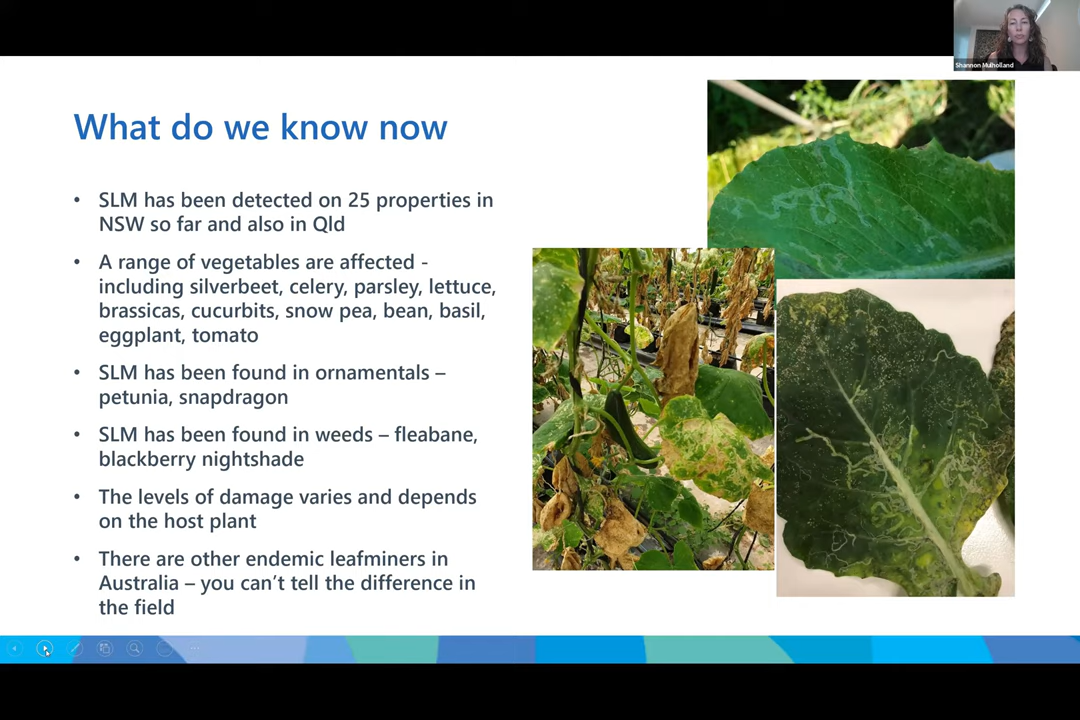 Shannon Mulholland
What do we know now
• SLM has been detected on 25 properties in
NSW so far and also in Qld
• A range of vegetables are affected -
including silverbeet, celery, parsley, lettuce,
brassicas, cucurbits, snow pea, bean, basil,
eggplant, tomato
• SLM has been found in ornamentals –
petunia, snapdragon
• SLM has been found in weeds – fleabane,
blackberry nightshade
• The levels of damage varies and depends
on the host plant
• There are other endemic leafminers in
Australia – you can’t tell the difference in
the field